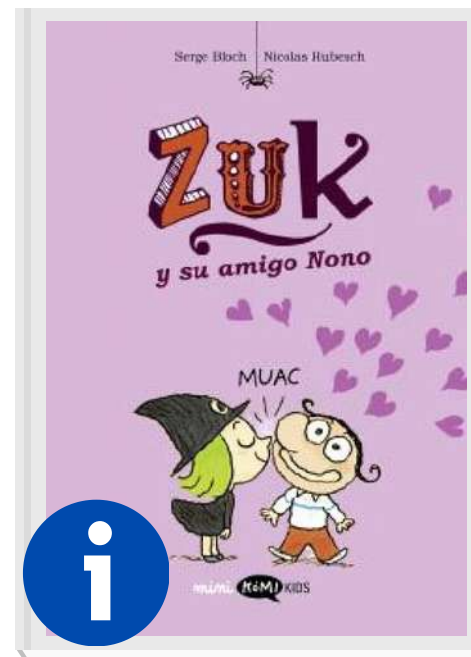 Serge Bloch Nicolas Hubesch
Zuk
y su amigo Nono
MUAC
mini KóMI KIDS
i